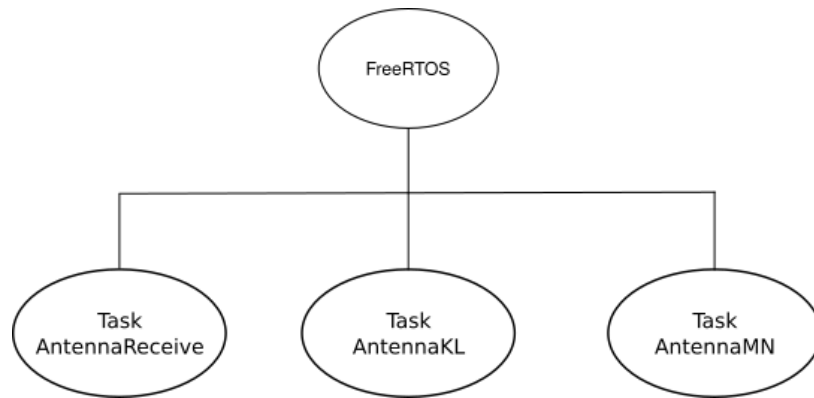 FreeRTOS
Task
AntennaReceive
Task
AntennaKL
Task
AntennaMN